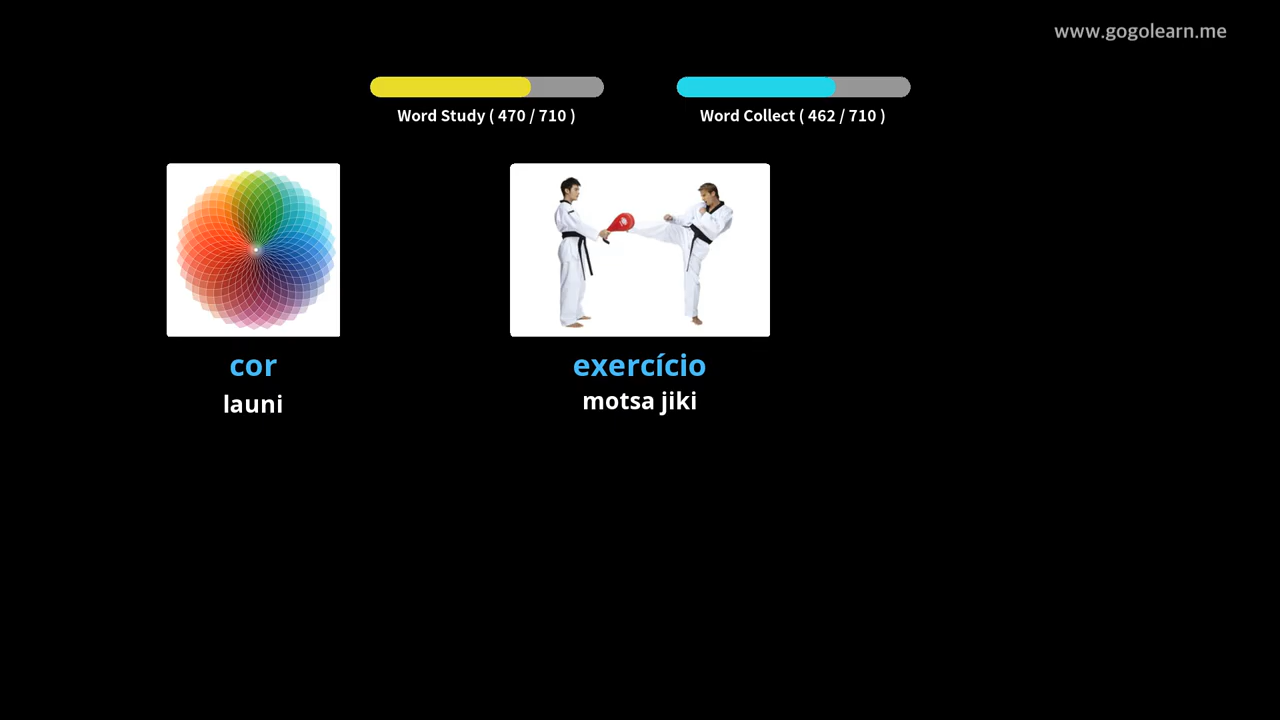 www.gogolearn.me
Word Study ( 470 / 710 )
Word Collect ( 462 / 710 )
cor
launi
exercício
motsa jiki